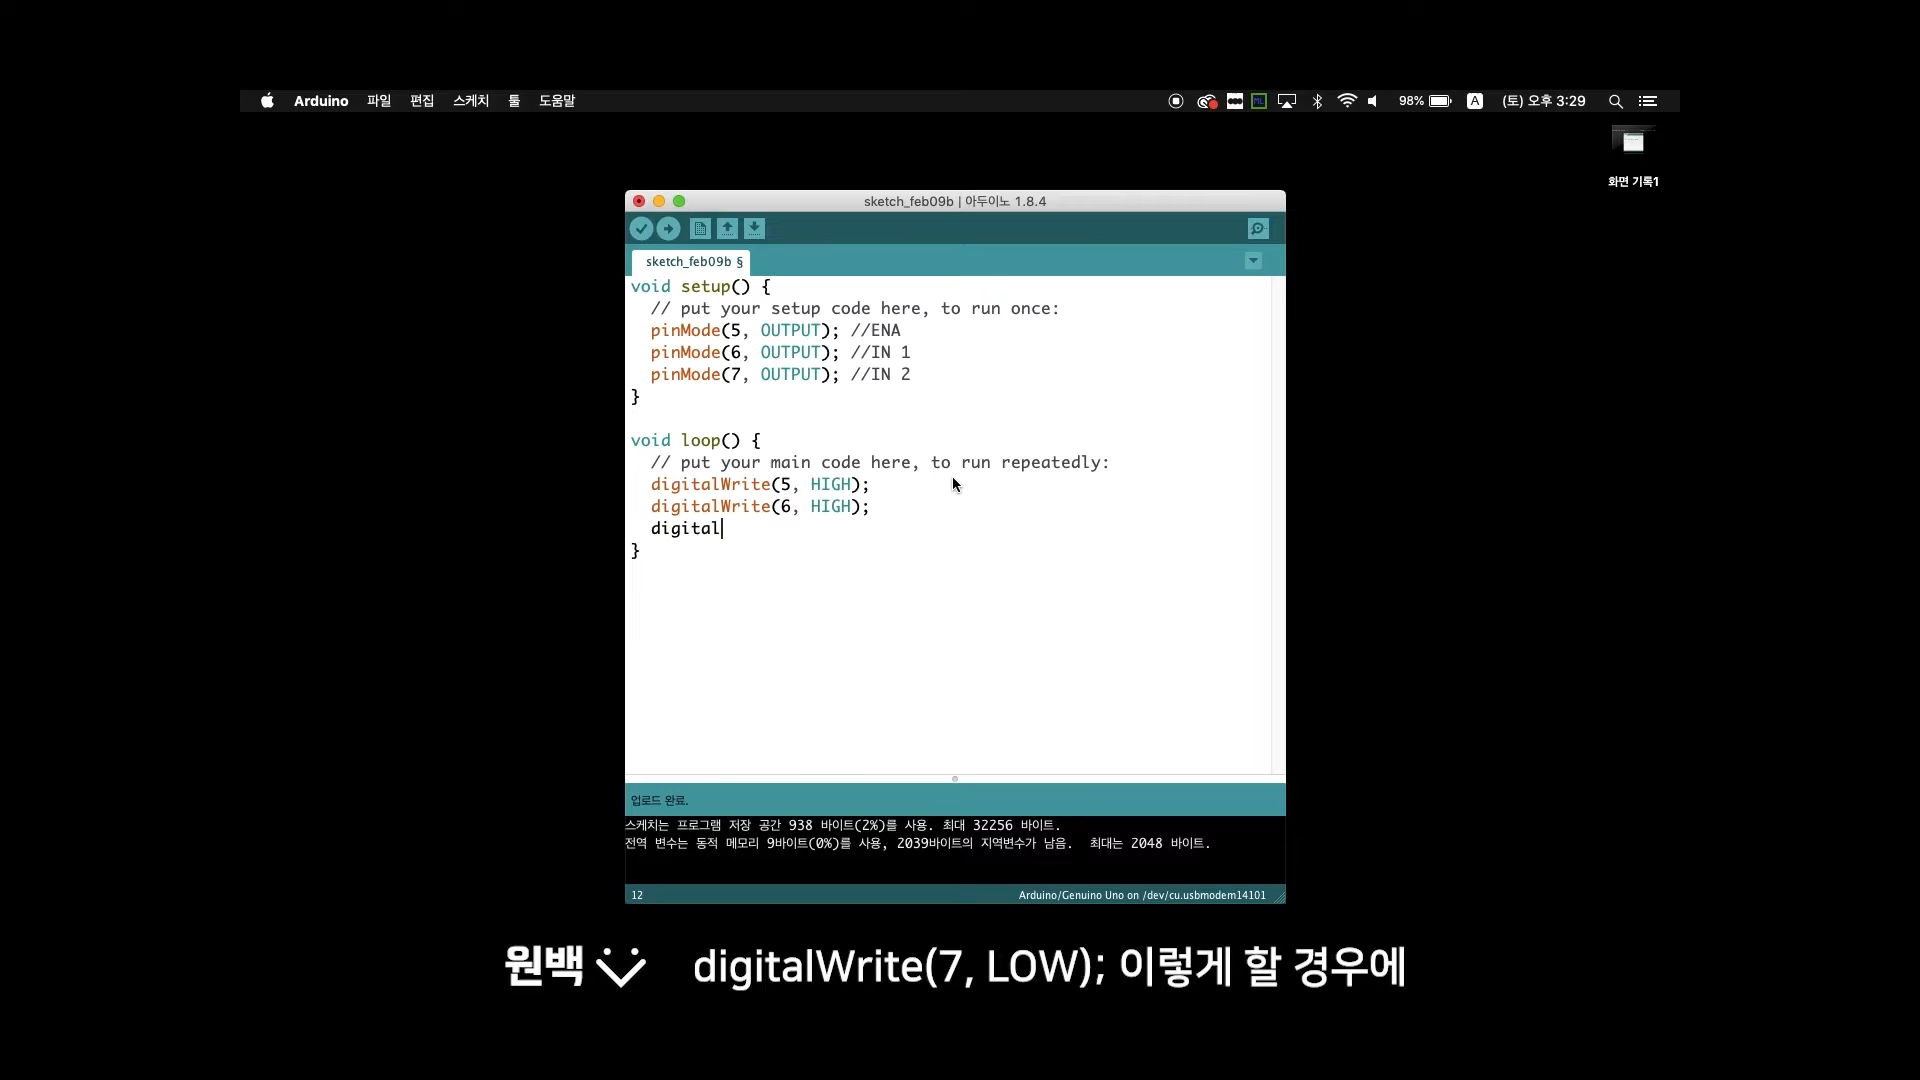 Arduino 파일 편집 스케치 툴 도움말 98% A (토) 오후 3:29
화면 기록1
sketch_feb09b | 아두이노 1.8.4
sketch_feb09b §
void setup() {
// put your setup code here, to run once:
pinMode(5, OUTPUT); //ENA
pinMode(6, OUTPUT); //IN 1
pinMode(7, OUTPUT); //IN 2
}
void loop() {
// put your main code here, to run repeatedly:
digitalWrite(5, HIGH);
digitalWrite(6, HIGH);
digital
}
업로드 완료.
스케치는 프로그램 저장 공간 938 바이트(2%)를 사용. 최대 32256 바이트.
전역 변수는 동적 메모리 9바이트(0%)를 사용, 2039바이트의 지역변수가 남음. 최대는 2048 바이트.
12 Arduino/Genuino Uno on /dev/cu.usbmodem14101
원백 digitalWrite(7, LOW); 이렇게 할 경우에